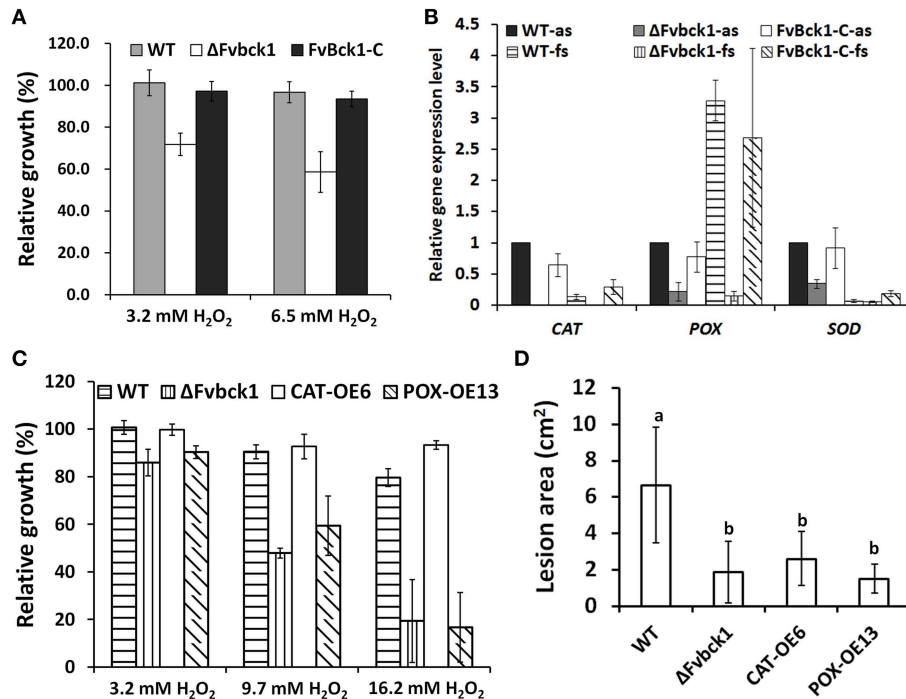 A
Relative growth (%)
120.0
100.0
80.0
60.0
40.0
20.0
0.0
WT ΔFvbck1 FvBck1-C
3.2 mM H₂O₂ 6.5 mM H₂O₂
B
Relative gene expression level
WT-as ΔFvbck1-as FvBck1-C-as
WT-fs ΔFvbck1-fs FvBck1-C-fs
4.5
4
3.5
3
2.5
2
1.5
1
0.5
0
CAT POX SOD
C
Relative growth (%)
120
100
80
60
40
20
0
WT ΔFvbck1 CAT-OE6 POX-OE13
3.2 mM H₂O₂ 9.7 mM H₂O₂ 16.2 mM H₂O₂
D
Lesion area (cm²)
12
10
8
6
4
2
0
a
b
b
b
WT
ΔFvbck1
CAT-OE6
POX-OE13